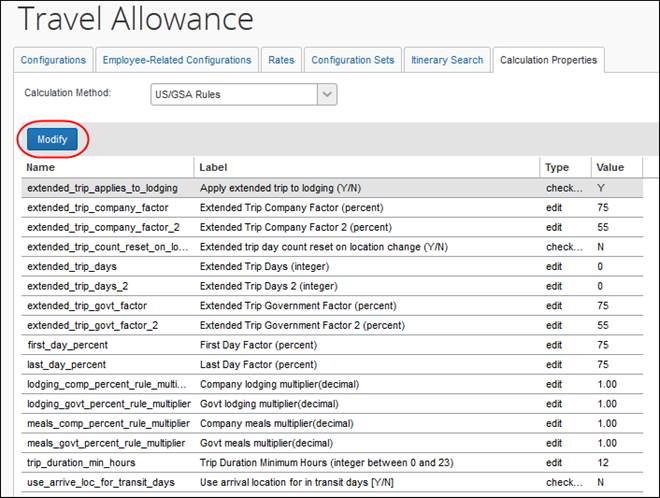 Travel Allowance
Configurations Employee-Related Configurations Rates Configuration Sets Itinerary Search Calculation Properties
Calculation Method: US/GSA Rules
Modify
Name Label Type Value
extended_trip_applies_to_lodging Apply extended trip to lodging (Y/N) check... Y
extended_trip_company_factor Extended Trip Company Factor (percent) edit 75
extended_trip_company_factor_2 Extended Trip Company Factor 2 (percent) edit 55
extended_trip_count_reset_on_lo... Extended trip day count reset on location change (Y/N) check... N
extended_trip_days Extended Trip Days (integer) edit 0
extended_trip_days_2 Extended Trip Days 2 (integer) edit 0
extended_trip_govt_factor Extended Trip Government Factor (percent) edit 75
extended_trip_govt_factor_2 Extended Trip Government Factor 2 (percent) edit 55
first_day_percent First Day Factor (percent) edit 75
last_day_percent Last Day Factor (percent) edit 75
lodging_comp_percent_rule_multi... Company lodging multiplier(decimal) edit 1.00
lodging_govt_percent_rule_multiplier Govt lodging multiplier(decimal) edit 1.00
meals_comp_percent_rule_multiplier Company meals multiplier(decimal) edit 1.00
meals_govt_percent_rule_multiplier Govt meals multiplier(decimal) edit 1.00
trip_duration_min_hours Trip Duration Minimum Hours (integer between 0 and 23) edit 12
use_arrive_loc_for_transit_days Use arrival location for in transit days [Y/N] check... N